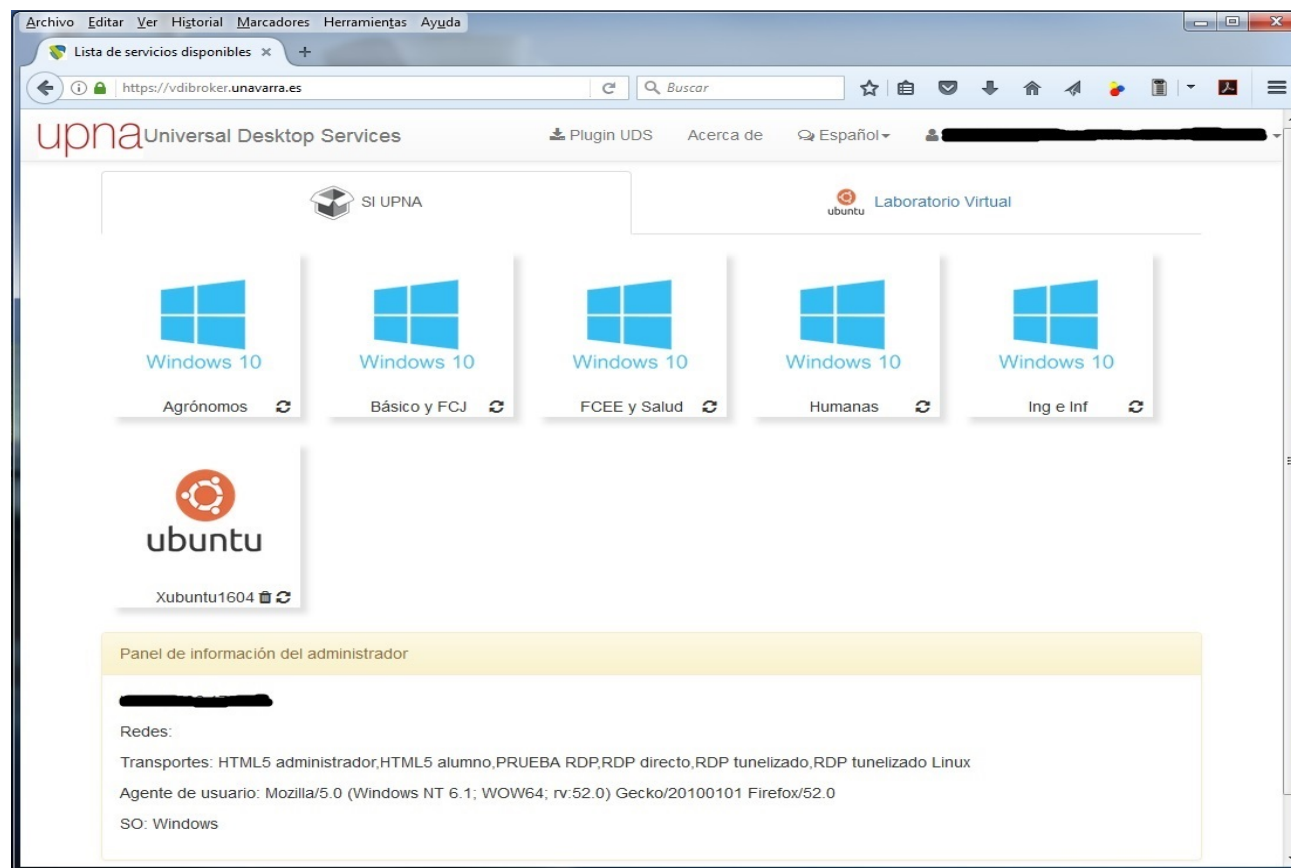 Archivo Editar Ver Historial Marcadores Herramientas Ayuda
Lista de servicios disponibles
https://vdibroker.unavarra.es
Buscar
upna Universal Desktop Services
Plugin UDS
Acerca de
Español
SI UPNA
ubuntu
Laboratorio Virtual
Windows 10
Windows 10
Windows 10
Windows 10
Windows 10
Agrónomos
Básico y FCJ
FCEE y Salud
Humanas
Ing e Inf
ubuntu
Xubuntu1604
Panel de información del administrador
Redes:
Transportes: HTML5 administrador,HTML5 alumno,PRUEBA RDP,RDP directo,RDP tunelizado,RDP tunelizado Linux
Agente de usuario: Mozilla/5.0 (Windows NT 6.1; WOW64; rv:52.0) Gecko/20100101 Firefox/52.0
SO: Windows